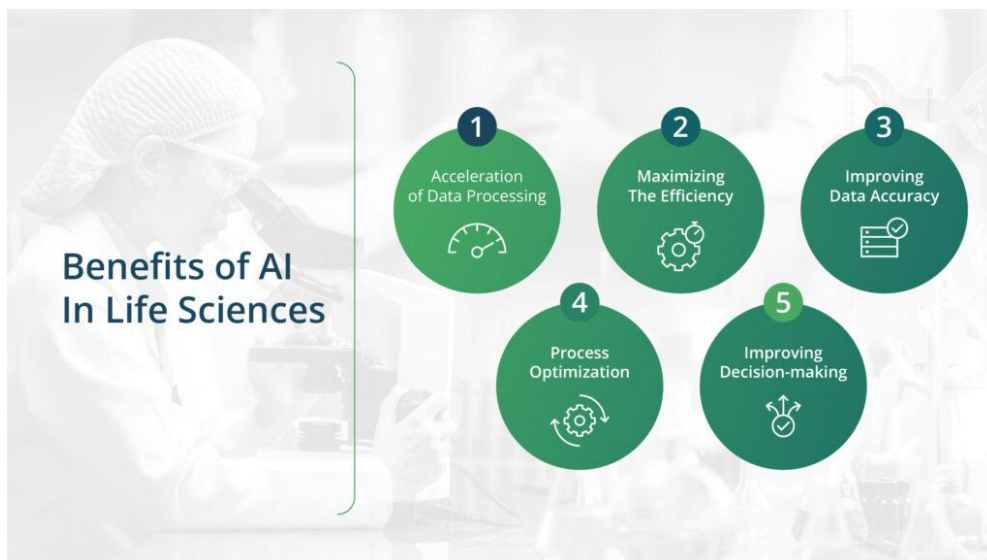 Benefits of AI
In Life Sciences
1
Acceleration
of Data Processing
2
Maximizing
The Efficiency
3
Improving
Data Accuracy
4
Process
Optimization
5
Improving
Decision-making